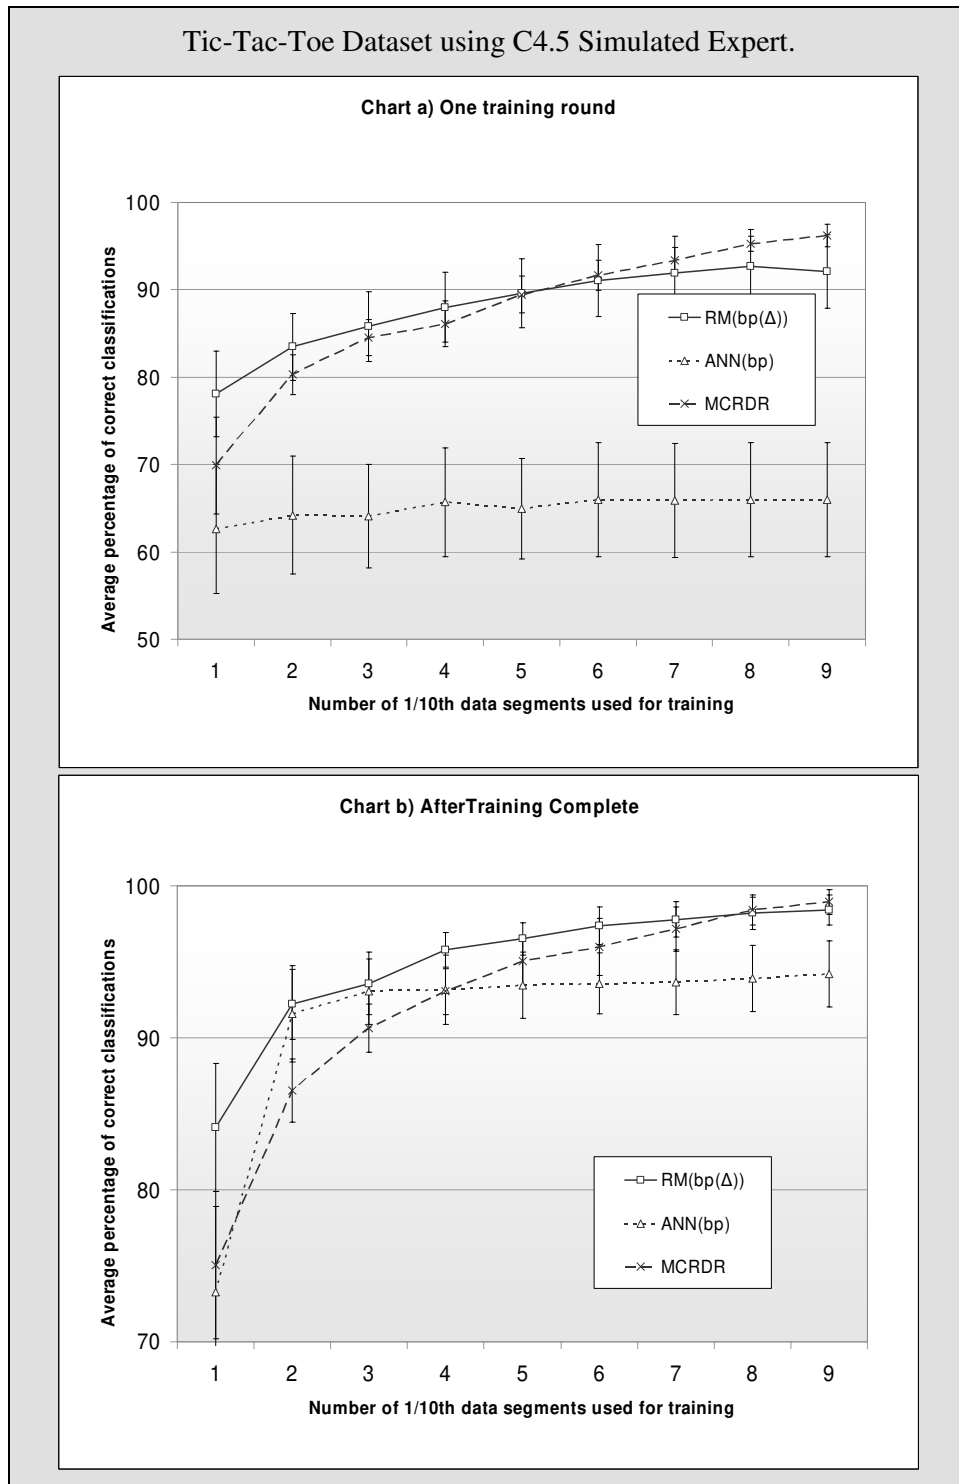 Tic-Tac-Toe Dataset using C4.5 Simulated Expert.
Chart a) One training round
Average percentage of correct classifications
100
90
80
70
60
50
RM(bp(Δ))
ANN(bp)
MCRDR
1 2 3 4 5 6 7 8 9
Number of 1/10th data segments used for training
Chart b) AfterTraining Complete
Average percentage of correct classifications
100
90
80
70
RM(bp(Δ))
ANN(bp)
MCRDR
1 2 3 4 5 6 7 8 9
Number of 1/10th data segments used for training